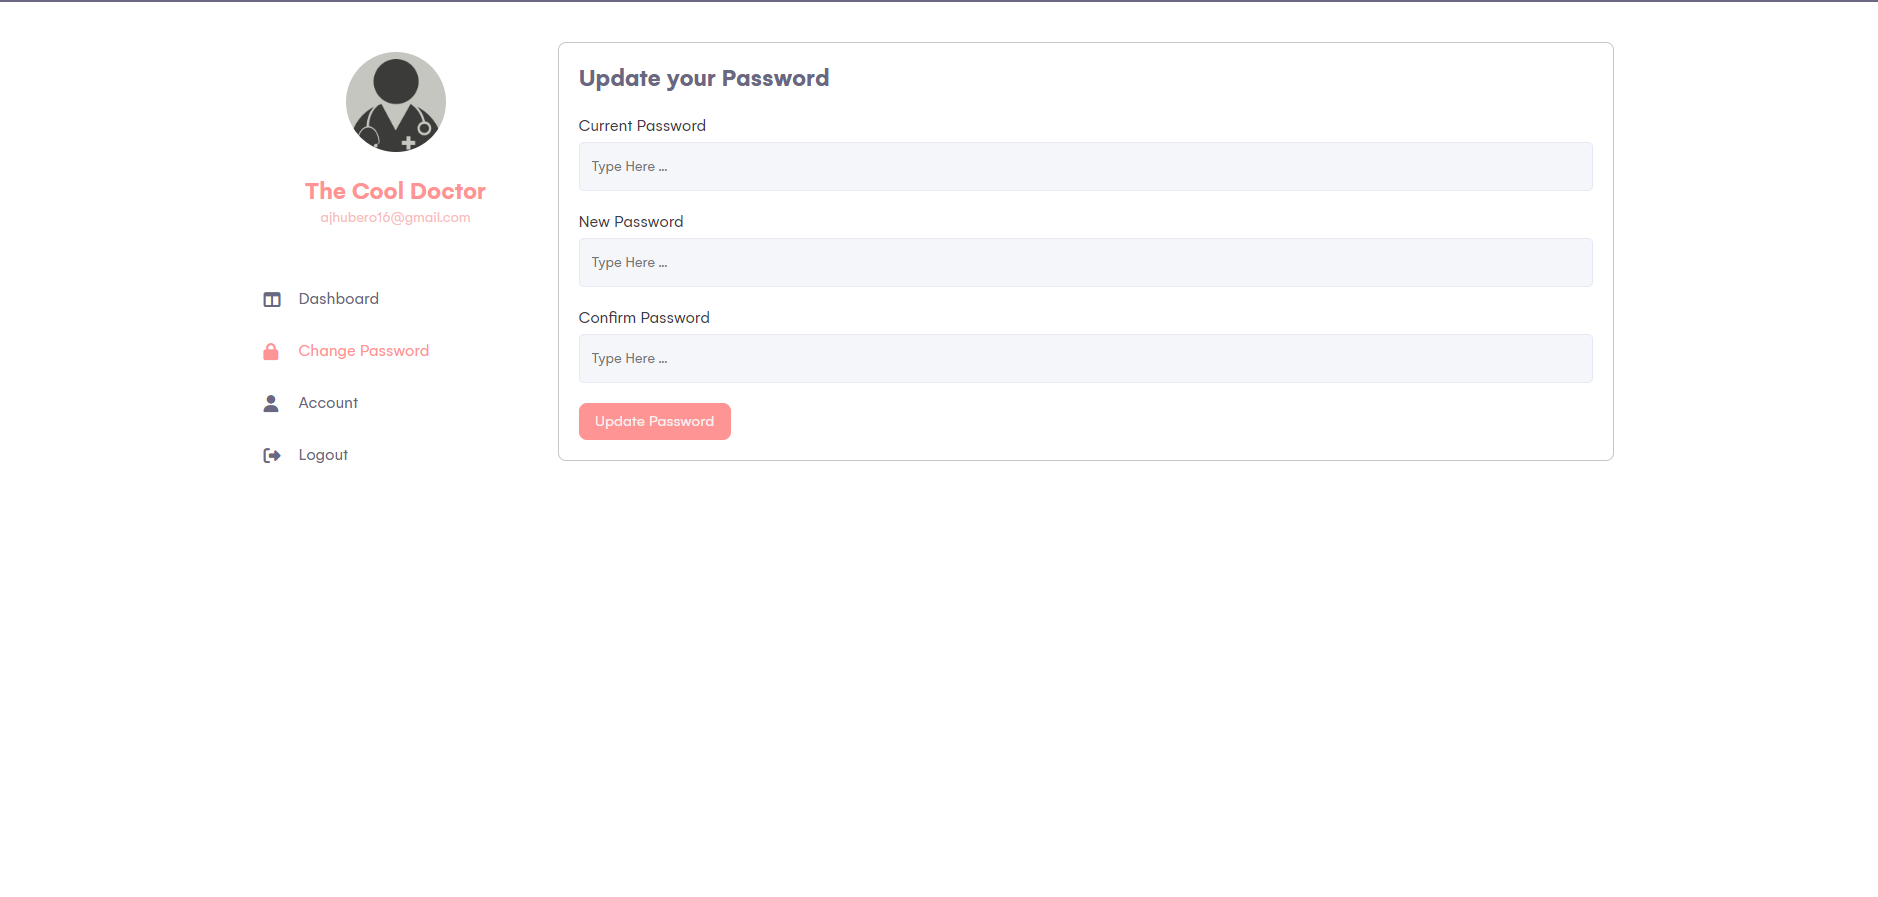 The Cool Doctor
ajhubero16@gmail.com
Dashboard
Change Password
Account
Logout
Update your Password
Current Password
Type Here ...
New Password
Type Here ...
Confirm Password
Type Here ...
Update Password